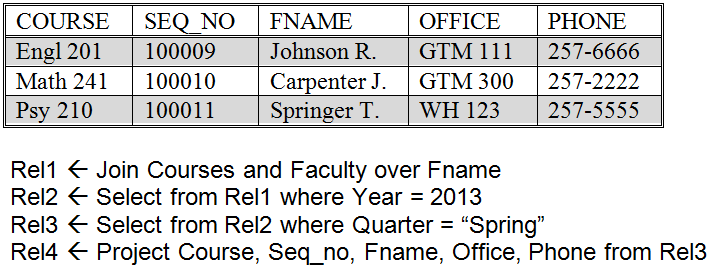 COURSE SEQ_NO FNAME OFFICE PHONE
Engl 201 100009 Johnson R. GTM 111 257-6666
Math 241 100010 Carpenter J. GTM 300 257-2222
Psy 210 100011 Springer T. WH 123 257-5555
Rel1 ← Join Courses and Faculty over Fname
Rel2 ← Select from Rel1 where Year = 2013
Rel3 ← Select from Rel2 where Quarter = “Spring”
Rel4 ← Project Course, Seq_no, Fname, Office, Phone from Rel3